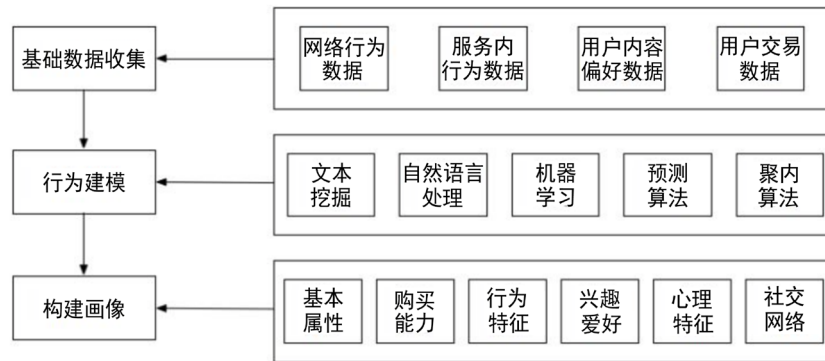 基础数据收集
网络行为
数据
服务内
行为数据
用户内容
偏好数据
用户交易
数据
行为建模
文本
挖掘
自然语言
处理
机器
学习
预测
算法
聚内
算法
构建画像
基本
属性
购买
能力
行为
特征
兴趣
爱好
心理
特征
社交
网络